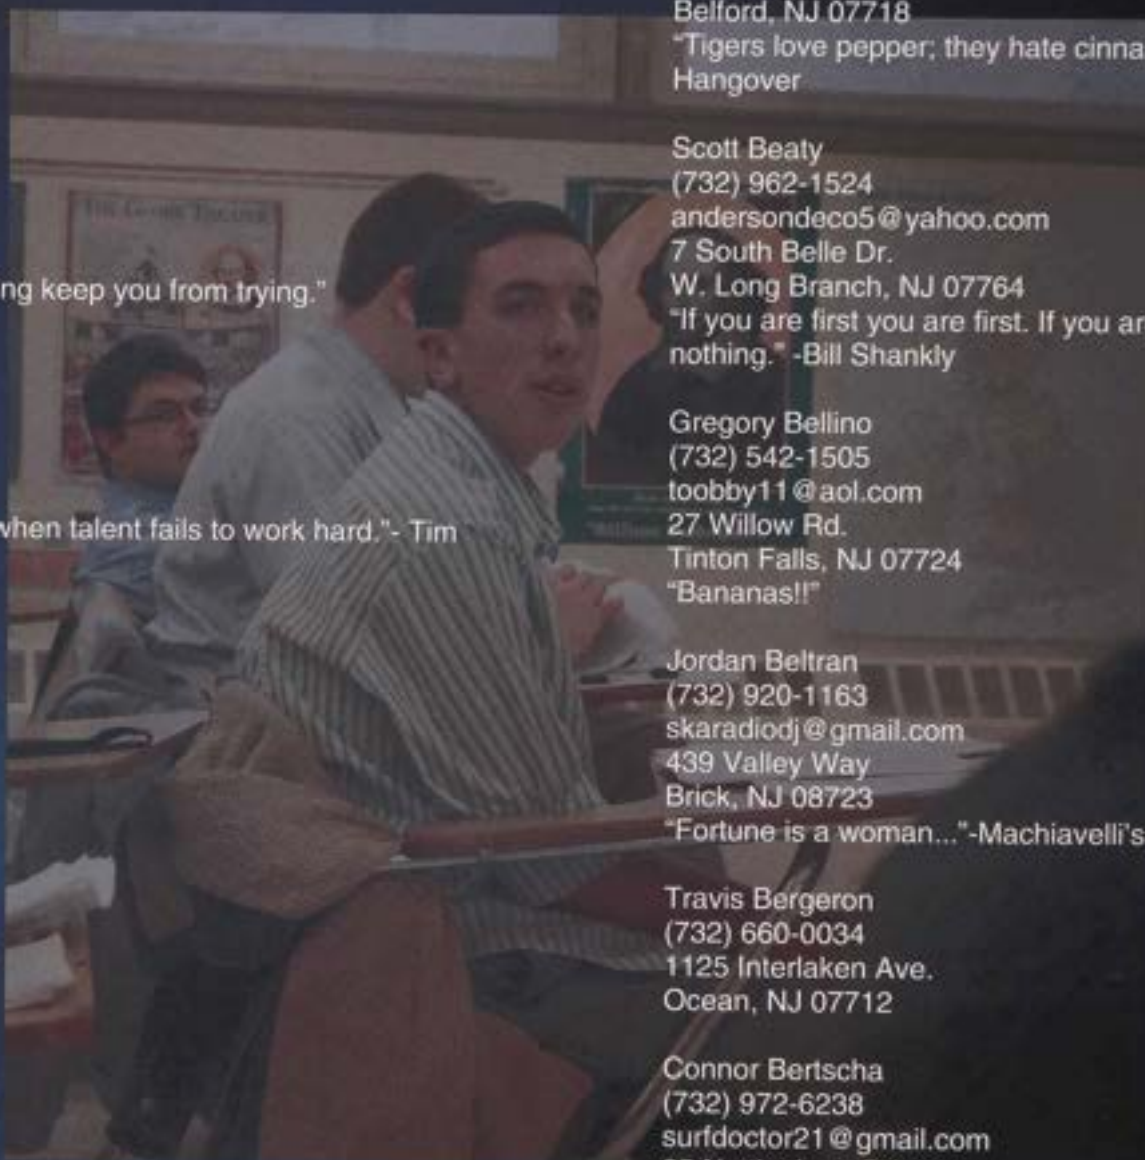 Belford, NJ 07718
"Tigers love pepper; they hate
Hangover
Scott Beaty
(732) 962-1524
andersondeco5@yahoo.com
7 South Belle Dr.
W. Long Branch, NJ 07764
"If you are first you are first. If you
nothing." -Bill Shankly
Gregory Bellino
(732) 542-1505
toobby11@aol.com
27 Willow Rd.
Tinton Falls, NJ 07724
"Bananas!!"
Jordan Beltran
(732) 920-1163
skaradiodj@gmail.com
439 Valley Way
Brick, NJ 08723
"Fortune is a woman..."-Machiavelli's
Travis Bergeron
(732) 660-0034
1125 Interlaken Ave.
Ocean, NJ 07712
Connor Bertscha
(732) 972-6238
surfdoctor21@gmail.com
keep you from trying."
when talent fails to work hard."- Tim
THE GLOBE THEATRE